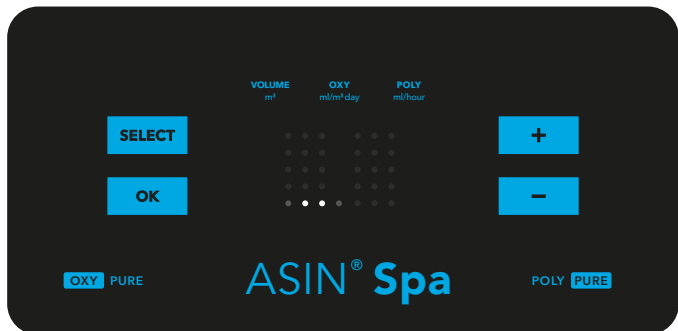 VOLUME OXY POLY
m³ ml/m³ day ml/hour
SELECT +
OK −
OXY PURE ASIN® Spa POLY PURE